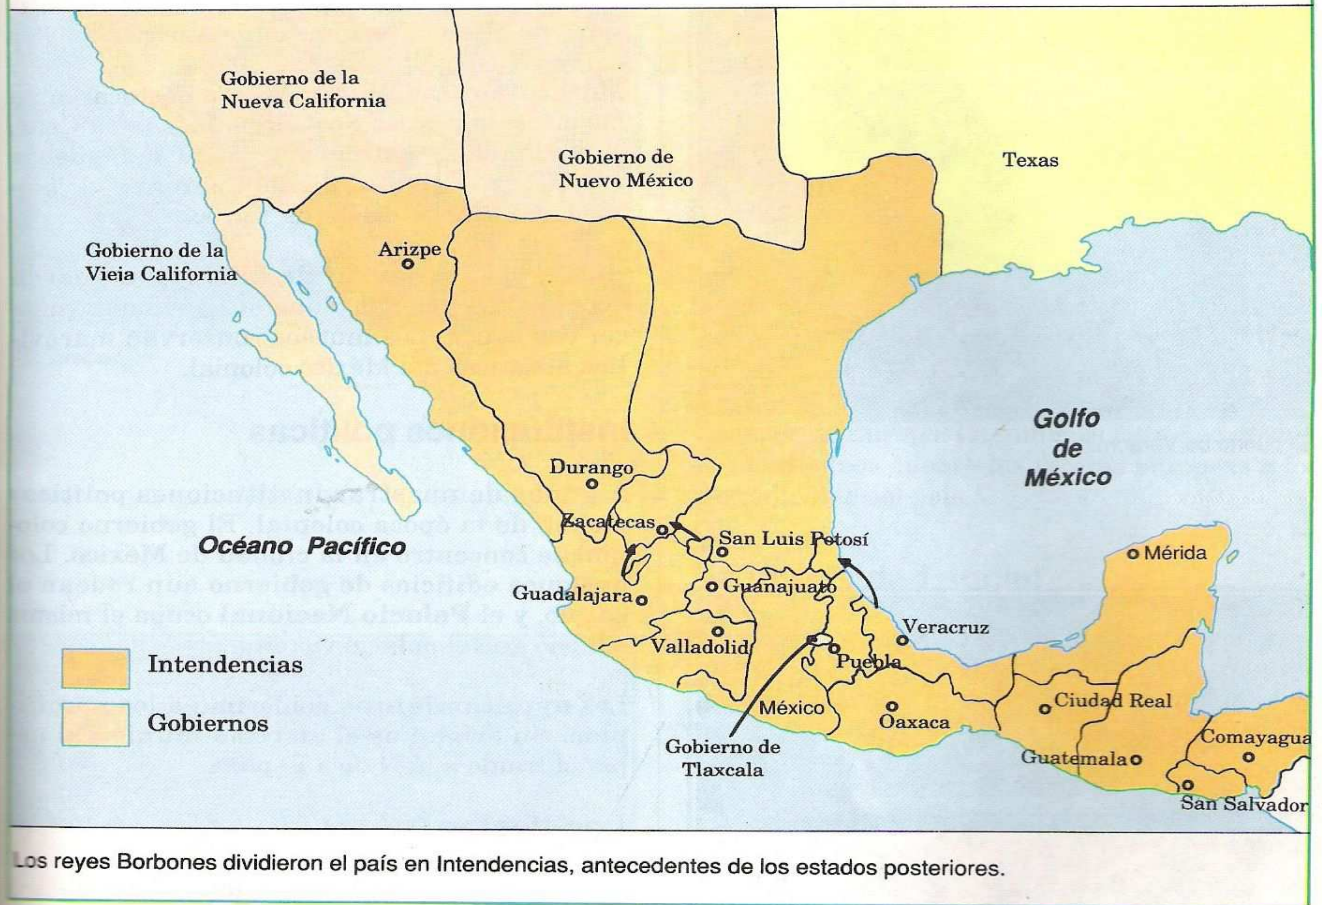 Gobierno de la
Nueva California
Gobierno de
Nuevo México
Texas
Gobierno de la
Vieja California
Arizpe
Golfo
de
México
Durango
Zacatecas
San Luis Potosí
Océano Pacífico
Mérida
Guadalajara
Guanajuato
Valladolid
Veracruz
Puebla
Intendencias
México
Oaxaca
Ciudad Real
Gobiernos
Gobierno de
Tlaxcala
Guatemala
Comayagua
San Salvador
Los reyes Borbones dividieron el país en Intendencias, antecedentes de los estados posteriores.